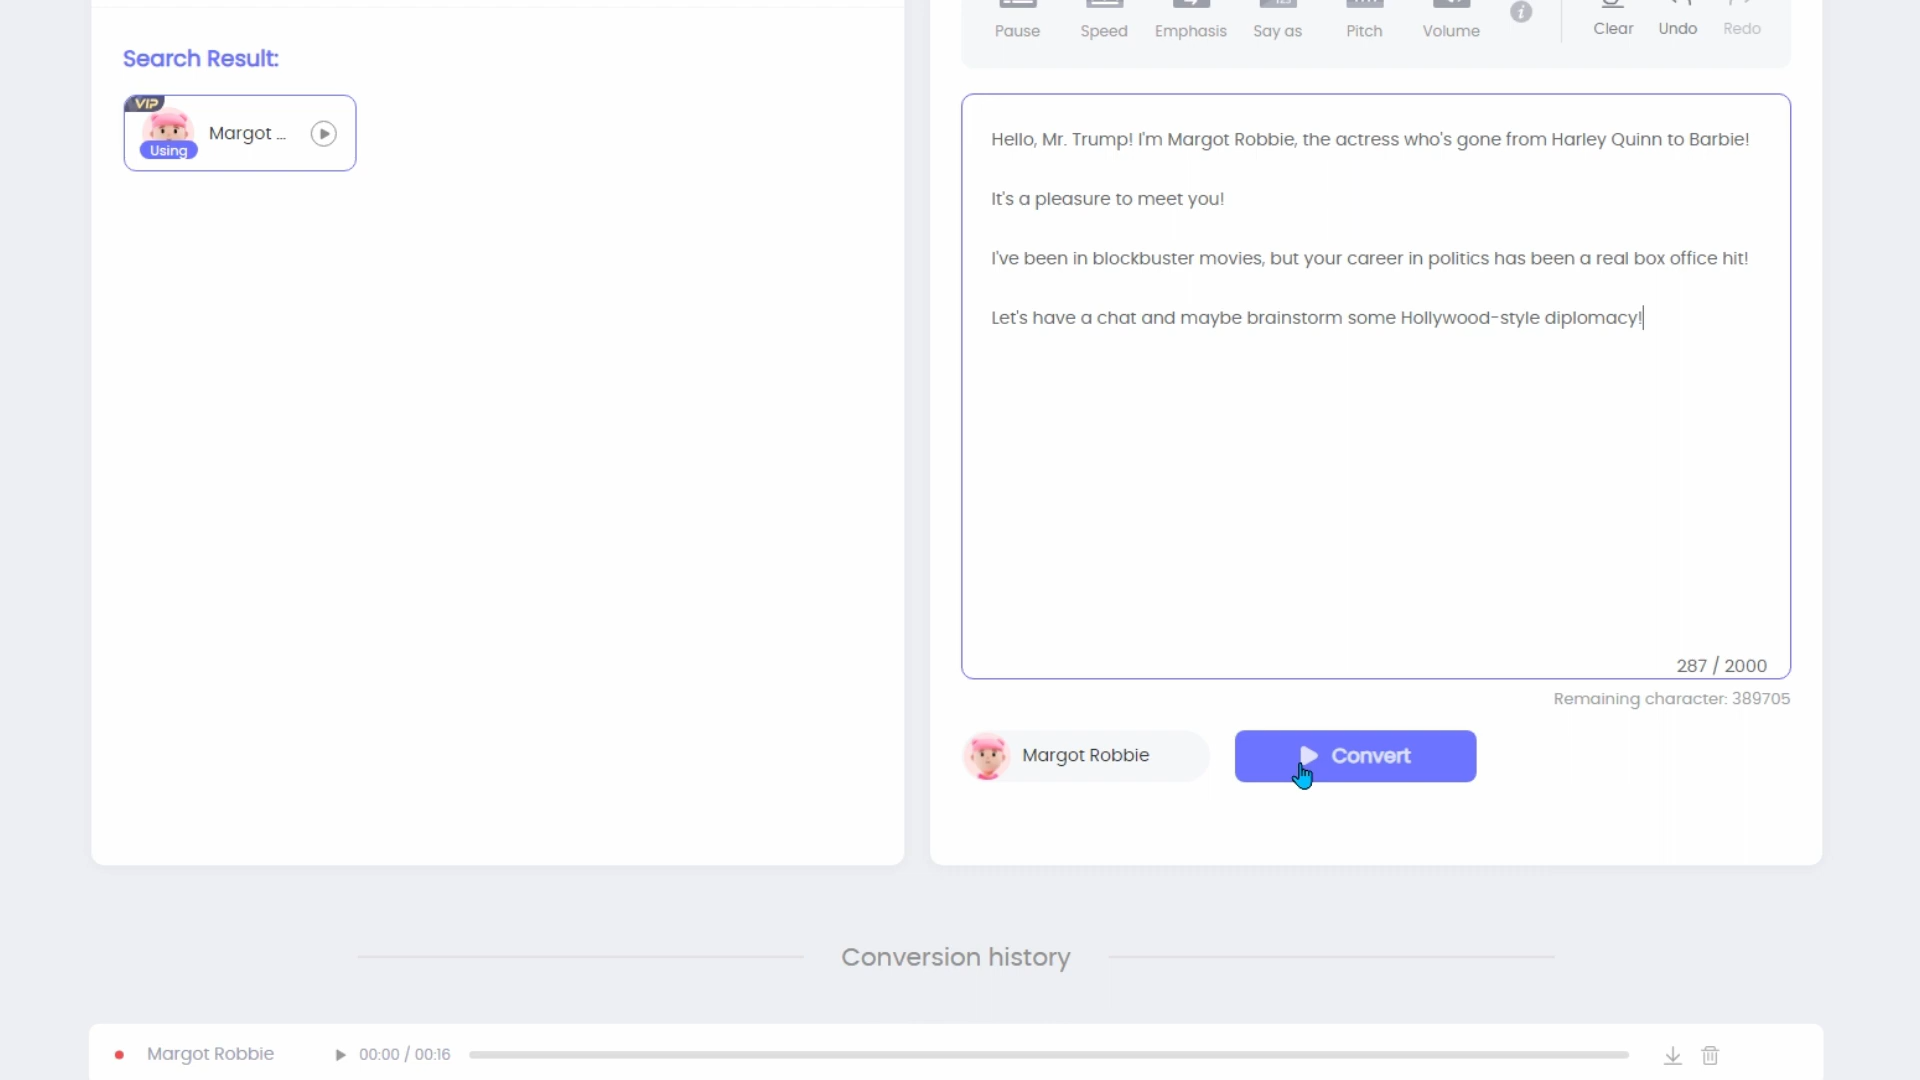 Pause Speed Emphasis Say as Pitch Volume Clear Undo Redo
Search Result:
VIP
Margot ...
Using
Hello, Mr. Trump! I'm Margot Robbie, the actress who's gone from Harley Quinn to Barbie!
It's a pleasure to meet you!
I've been in blockbuster movies, but your career in politics has been a real box office hit!
Let's have a chat and maybe brainstorm some Hollywood-style diplomacy!
287 / 2000
Remaining character: 389705
Margot Robbie
Convert
Conversion history
Margot Robbie 00:00 / 00:16